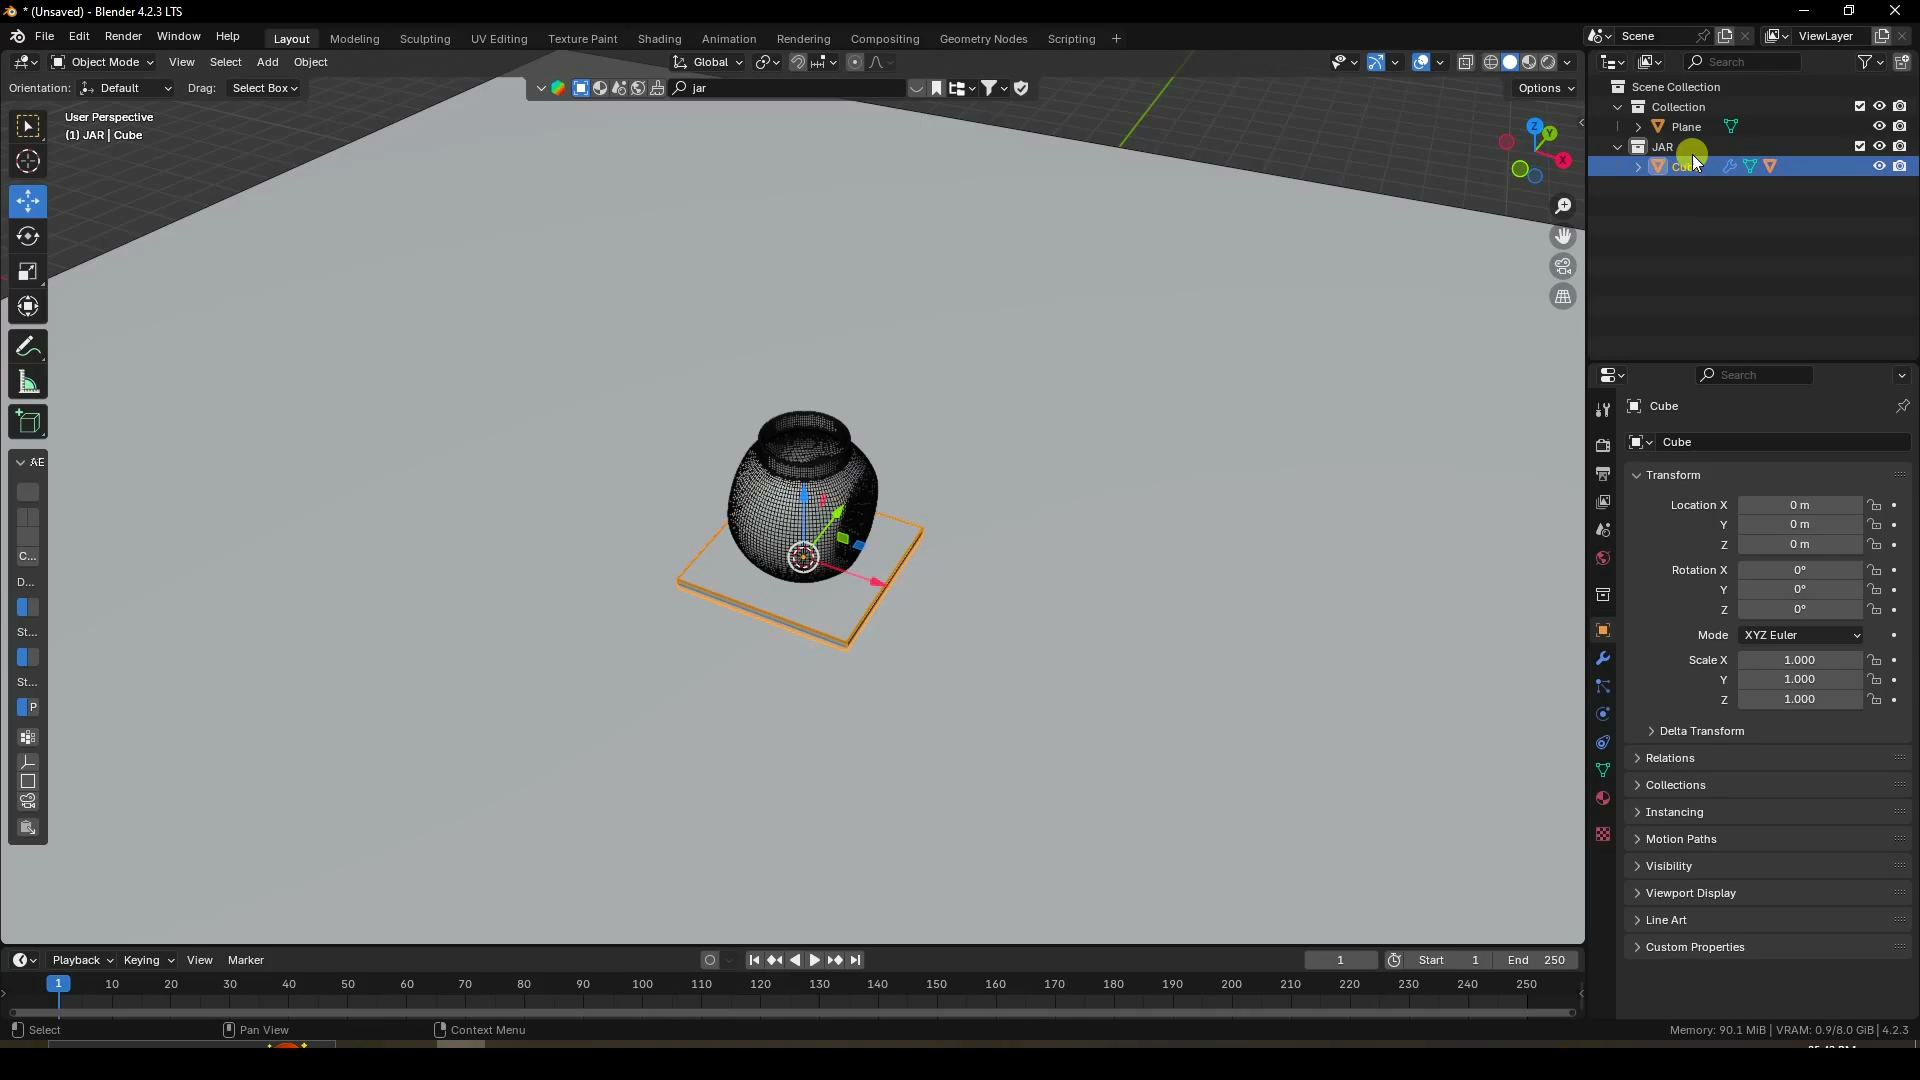 * (Unsaved) - Blender 4.2.3 LTS
File Edit Render Window Help
Layout Modeling Sculpting UV Editing Texture Paint Shading Animation Rendering Compositing Geometry Nodes Scripting +
Scene
ViewLayer
Object Mode View Select Add Object
Global
Search
Orientation: Default Drag: Select Box
jar
Options
User Perspective
(1) JAR | Cube
Z Y X
Scene Collection
Collection
Plane
JAR
Search
Cube
Cube
Transform
Location X 0 m
Y 0 m
Z 0 m
Rotation X 0°
Y 0°
Z 0°
Mode XYZ Euler
Scale X 1.000
Y 1.000
Z 1.000
Delta Transform
Relations
Collections
Instancing
Motion Paths
Visibility
Viewport Display
Line Art
Custom Properties
AE
C...
D...
St...
St...
P
Playback Keying View Marker
1 Start 1 End 250
1 10 20 30 40 50 60 70 80 90 100 110 120 130 140 150 160 170 180 190 200 210 220 230 240 250
Select Pan View Context Menu
Memory: 90.1 MiB | VRAM: 0.9/8.0 GiB | 4.2.3